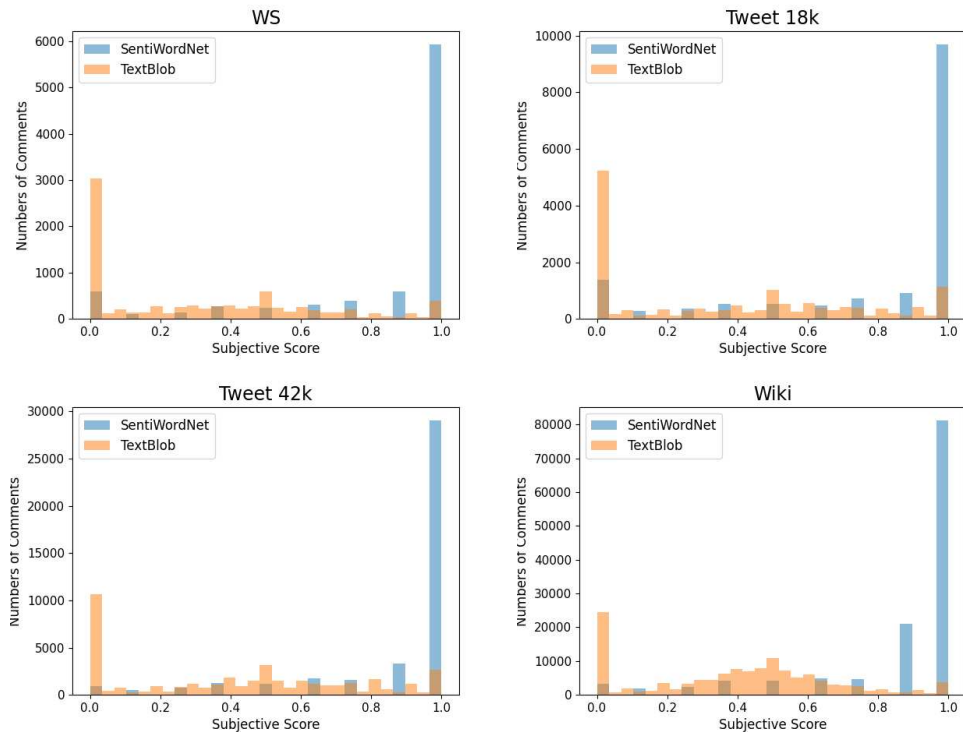 WS
Numbers of Comments
6000
5000
4000
3000
2000
1000
0
SentiWordNet
TextBlob
0.0 0.2 0.4 0.6 0.8 1.0
Subjective Score
Tweet 18k
Numbers of Comments
10000
8000
6000
4000
2000
0
SentiWordNet
TextBlob
0.0 0.2 0.4 0.6 0.8 1.0
Subjective Score
Tweet 42k
Numbers of Comments
30000
25000
20000
15000
10000
5000
0
SentiWordNet
TextBlob
0.0 0.2 0.4 0.6 0.8 1.0
Subjective Score
Wiki
Numbers of Comments
80000
70000
60000
50000
40000
30000
20000
10000
0
SentiWordNet
TextBlob
0.0 0.2 0.4 0.6 0.8 1.0
Subjective Score